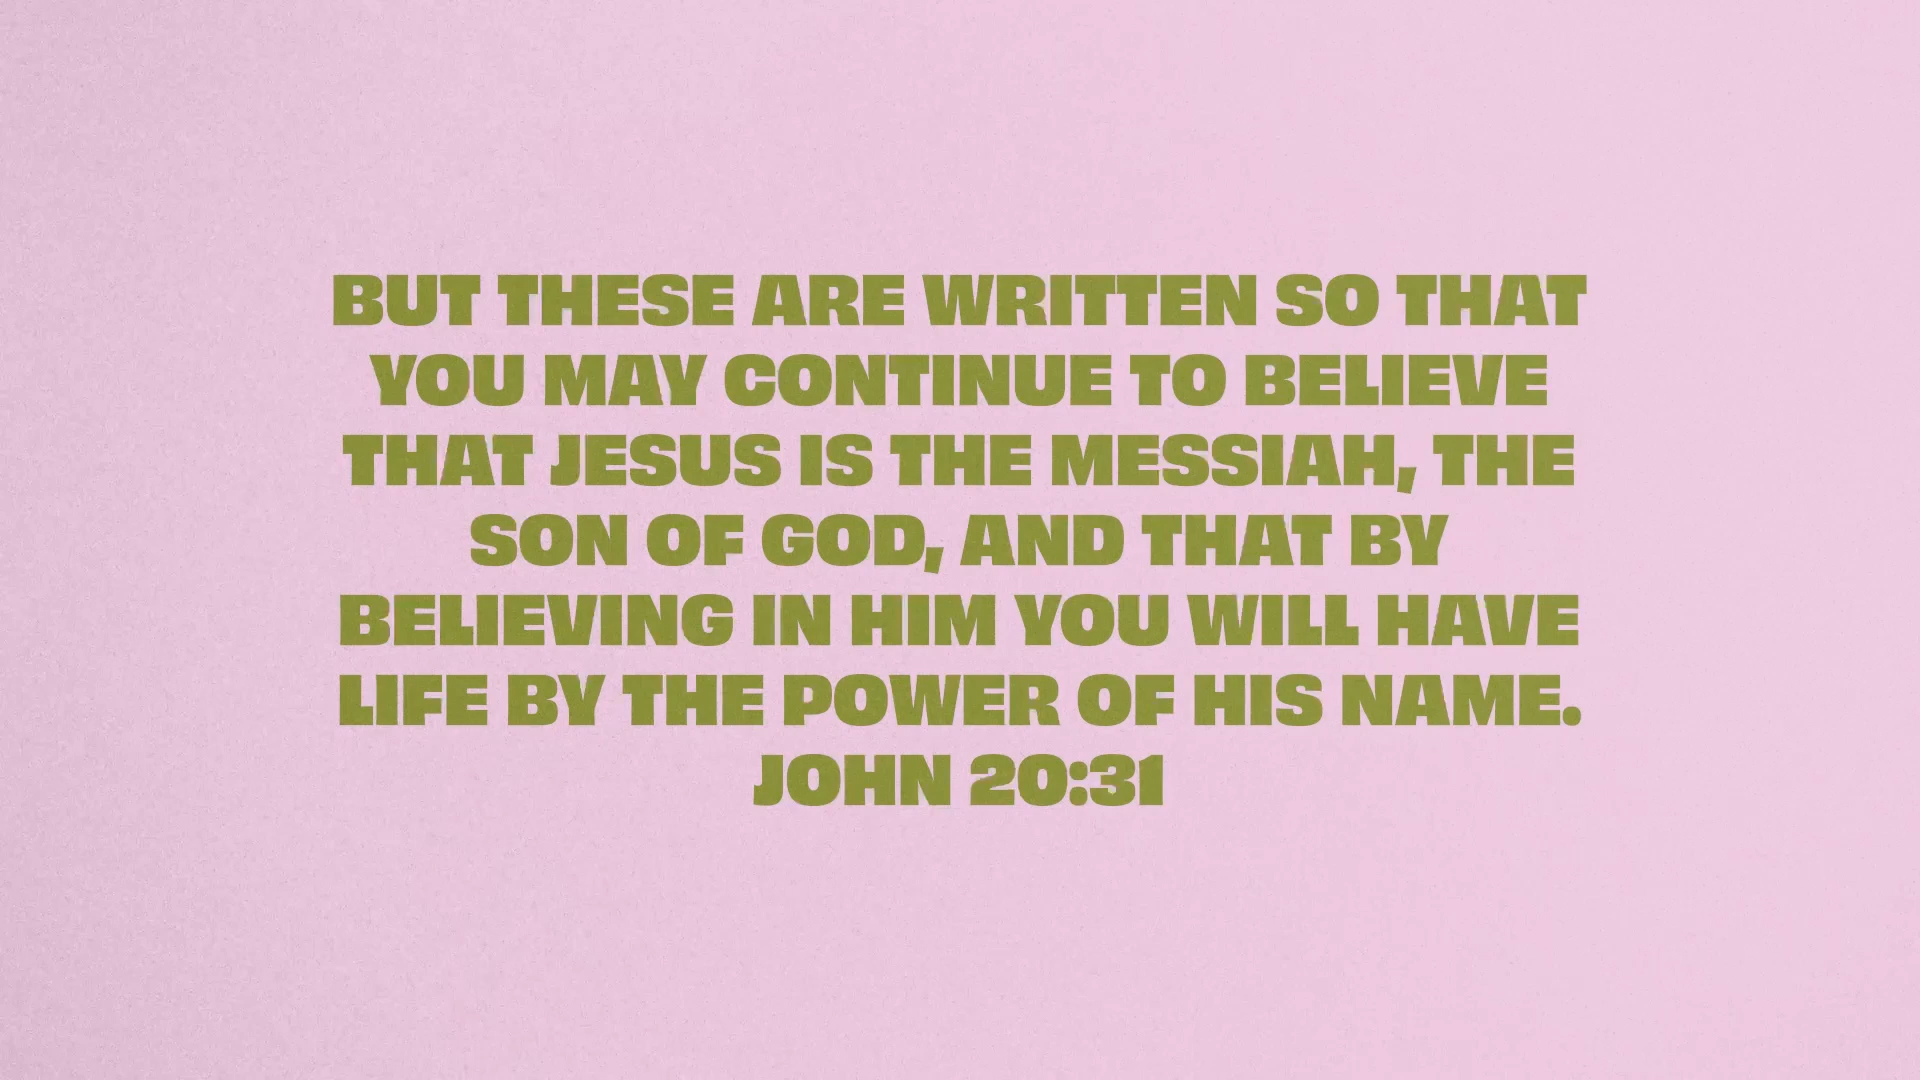 BUT THESE ARE WRITTEN SO THAT
YOU MAY CONTINUE TO BELIEVE
THAT JESUS IS THE MESSIAH, THE
SON OF GOD, AND THAT BY
BELIEVING IN HIM YOU WILL HAVE
LIFE BY THE POWER OF HIS NAME.
JOHN 20:31